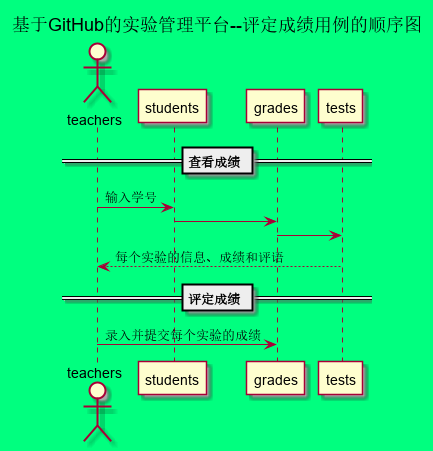 基于GitHub的实验管理平台--评定成绩用例的顺序图
teachers
students
grades
tests
查看成绩
输入学号
每个实验的信息、成绩和评语
评定成绩
录入并提交每个实验的成绩
teachers
students
grades
tests